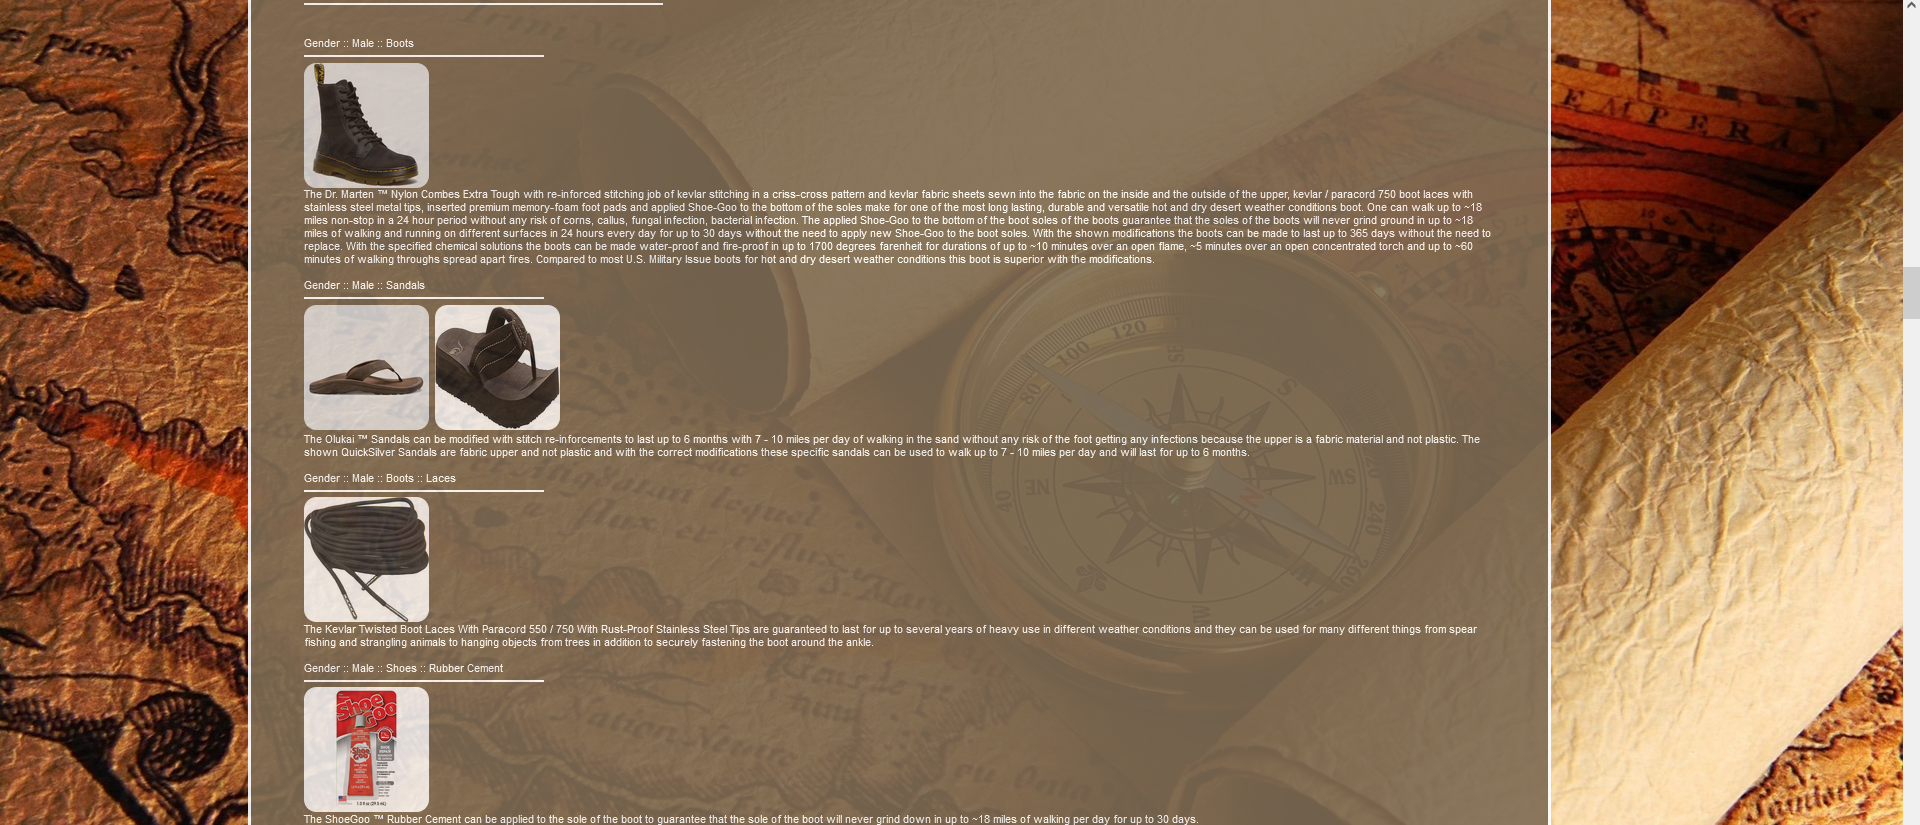 Gender :: Male :: Boots
The Dr. Marten ™ Nylon Combes Extra Tough with re-inforced stitching job of kevlar stitching in a criss-cross pattern and kevlar fabric sheets sewn into the fabric on the inside and the outside of the upper, kevlar / paracord 750 boot laces with
stainless steel metal tips, inserted premium memory-foam foot pads and applied Shoe-Goo to the bottom of the soles make for one of the most long lasting, durable and versatile hot and dry desert weather conditions boot. One can walk up to ~18
miles non-stop in a 24 hour period without any risk of corns, callus, fungal infection, bacterial infection. The applied Shoe-Goo to the bottom of the boot soles of the boots guarantee that the soles of the boots will never grind ground in up to ~18
miles of walking and running on different surfaces in 24 hours every day for up to 30 days without the need to apply new Shoe-Goo to the boot soles. With the shown modifications the boots can be made to last up to 365 days without the need to
replace. With the specified chemical solutions the boots can be made water-proof and fire-proof in up to 1700 degrees farenheit for durations of up to ~10 minutes over an open flame, ~5 minutes over an open concentrated torch and up to ~60
minutes of walking throughs spread apart fires. Compared to most U.S. Military Issue boots for hot and dry desert weather conditions this boot is superior with the modifications.
Gender :: Male :: Sandals
The Olukai ™ Sandals can be modified with stitch re-inforcements to last up to 6 months with 7 - 10 miles per day of walking in the sand without any risk of the foot getting any infections because the upper is a fabric material and not plastic. The
shown QuickSilver Sandals are fabric upper and not plastic and with the correct modifications these specific sandals can be used to walk up to 7 - 10 miles per day and will last for up to 6 months.
Gender :: Male :: Boots :: Laces
The Kevlar Twisted Boot Laces With Paracord 550 / 750 With Rust-Proof Stainless Steel Tips are guaranteed to last for up to several years of heavy use in different weather conditions and they can be used for many different things from spear
fishing and strangling animals to hanging objects from trees in addition to securely fastening the boot around the ankle.
Gender :: Male :: Shoes :: Rubber Cement
Shoe
Goo
SHOE
REPAIR
The ShoeGoo ™ Rubber Cement can be applied to the sole of the boot to guarantee that the sole of the boot will never grind down in up to ~18 miles of walking per day for up to 30 days.
TEMPERA
120
100
80
40
SE
S
SW
NE
W
240
260